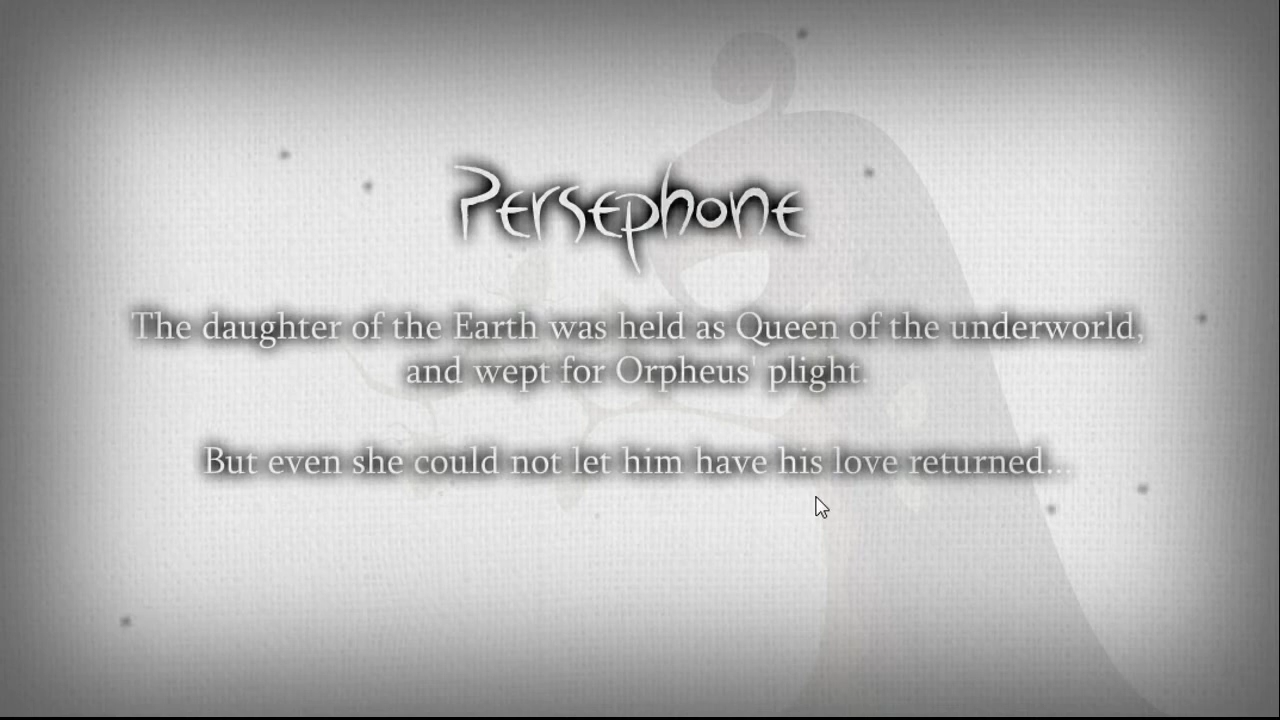 Persephone
The daughter of the Earth was held as Queen of the underworld,
and wept for Orpheus' plight.
But even she could not let him have his love returned...